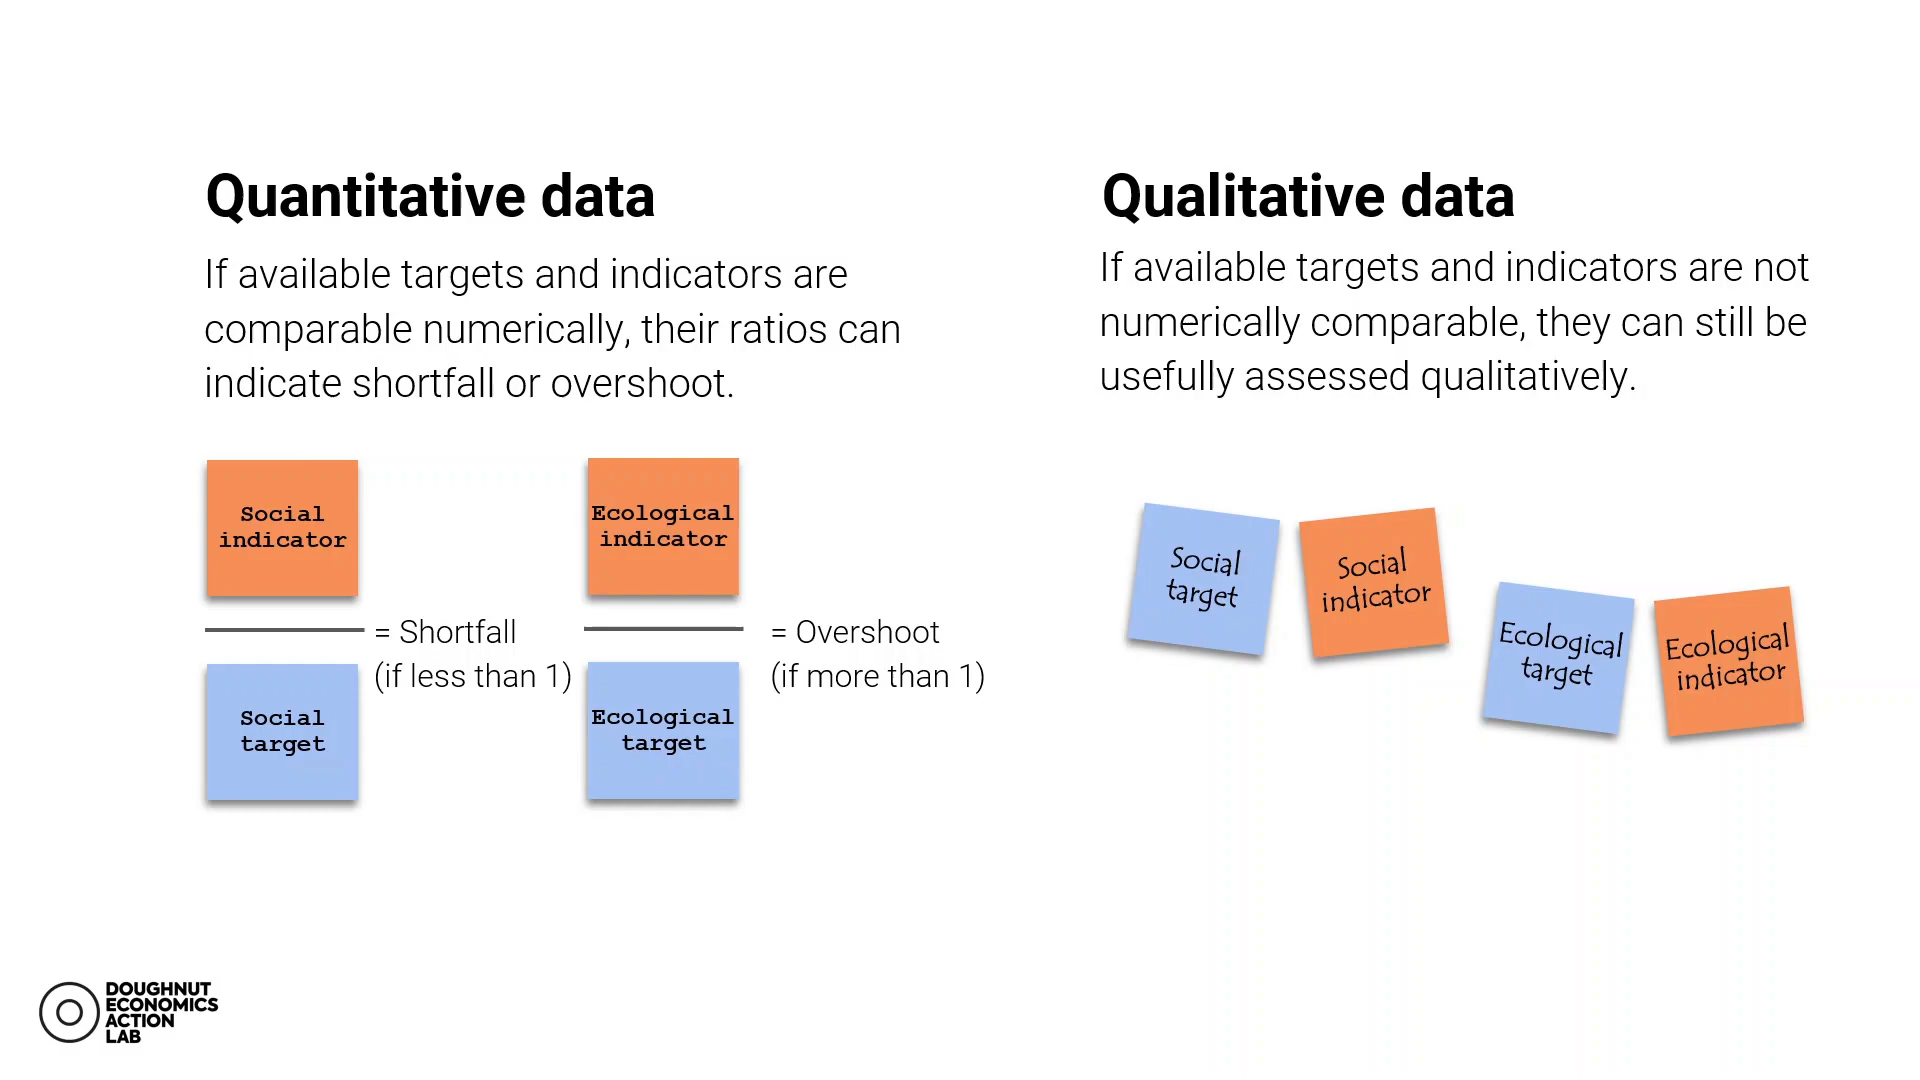 Quantitative data
If available targets and indicators are
comparable numerically, their ratios can
indicate shortfall or overshoot.
Social
indicator
= Shortfall
(if less than 1)
Social
target
Ecological
indicator
= Overshoot
(if more than 1)
Ecological
target
Qualitative data
If available targets and indicators are not
numerically comparable, they can still be
usefully assessed qualitatively.
Social
target
Social
indicator
Ecological
target
Ecological
indicator
DOUGHNUT
ECONOMICS
ACTION
LAB